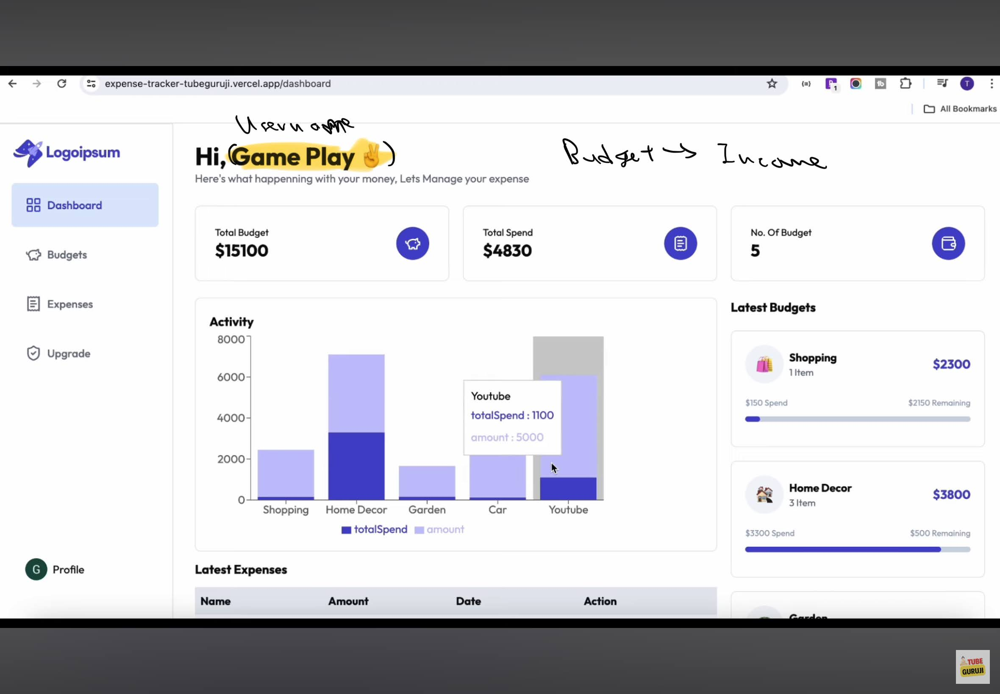 expense-tracker-tubeguruji.vercel.app/dashboard
1
tb
T
All Bookmarks
Username
Logoipsum
Hi, (Game Play ✌️)
Budget → Income
Here's what happenning with your money, Lets Manage your expense
Dashboard
Budgets
Expenses
Upgrade
G Profile
Total Budget
$15100
Total Spend
$4830
No. Of Budget
5
Activity
8000
6000
4000
2000
0
Youtube
totalSpend : 1100
amount : 5000
Shopping Home Decor Garden Car Youtube
totalSpend amount
Latest Budgets
Shopping
1 Item
$2300
$150 Spend $2150 Remaining
Home Decor
3 Item
$3800
$3300 Spend $500 Remaining
Garden
Latest Expenses
Name Amount Date Action
TUBE
GURUJI